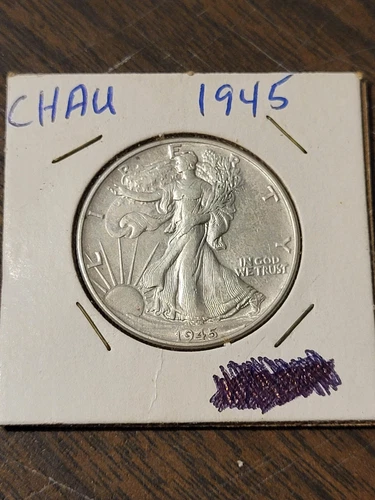 CHAU 1945
LIBERTY
IN GOD
WE TRUST
1945